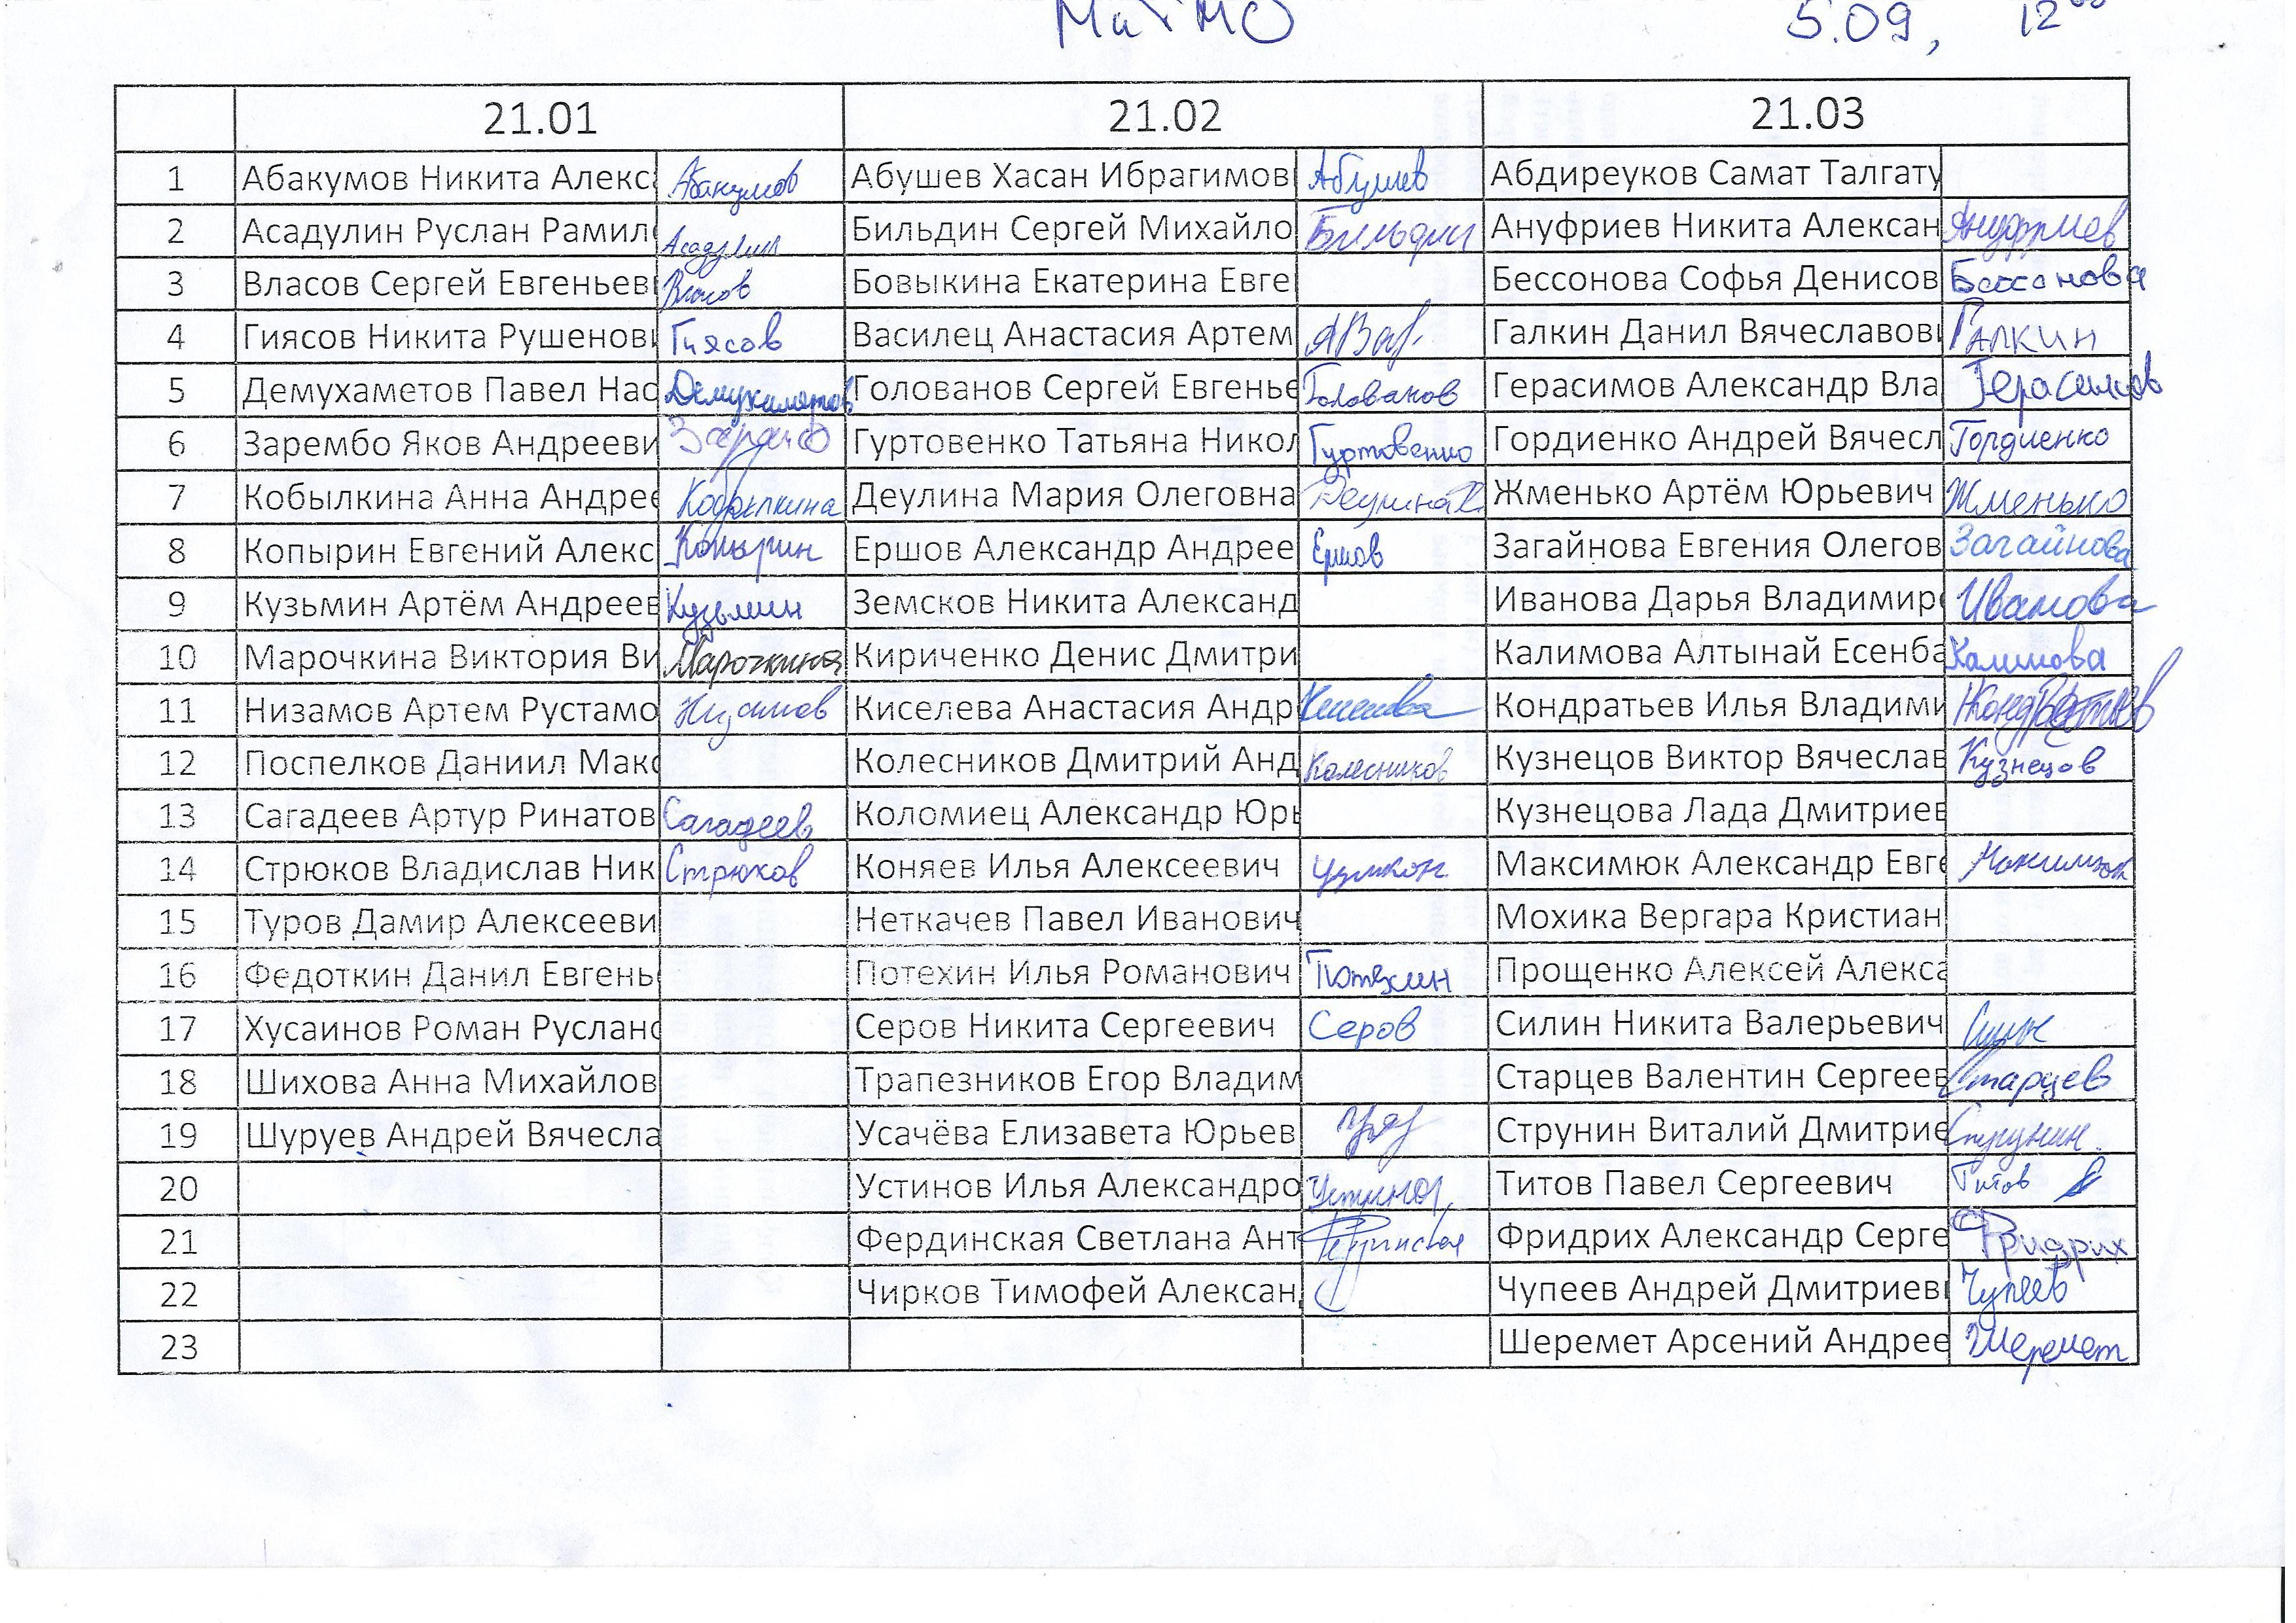 МиТМО 5.09, 12⁰⁰
21.01 21.02 21.03
1 Абакумов Никита Алекса Абакумов Абушев Хасан Ибрагимов Абушев Абдиреуков Самат Талгату
2 Асадулин Руслан Рамил Асадулин Бильдин Сергей Михайло Бильдин Ануфриев Никита Алексан Ануфриев
3 Власов Сергей Евгеньев Власов Бовыкина Екатерина Евге Бессонова Софья Денисов Бессонова
4 Гиясов Никита Рушенов Гиясов Василец Анастасия Артем Галкин Данил Вячеславов Галкин
5 Демухаметов Павел Нас Демухаметов Голованов Сергей Евгенье Голованов Герасимов Александр Вла Герасимов
6 Зарембо Яков Андрееви Гуртовенко Татьяна Никол Гуртовенко Гордиенко Андрей Вячесл Гордиенко
7 Кобылкина Анна Андрее Кобылкина Деулина Мария Олеговна Жменько Артём Юрьевич Жменько
8 Копырин Евгений Алекс Копырин Ершов Александр Андрее Ершов Загайнова Евгения Олегов Загайнова
9 Кузьмин Артём Андреев Кузьмин Земсков Никита Александ Иванова Дарья Владимир Иванова
10 Марочкина Виктория Ви Марочкина Кириченко Денис Дмитри Калимова Алтынай Есенба Калимова
11 Низамов Артем Рустамо Низамов Киселева Анастасия Андр Киселева Кондратьев Илья Владими Кондратьев
12 Поспелков Даниил Макс Колесников Дмитрий Анд Колесников Кузнецов Виктор Вячеслав Кузнецов
13 Сагадеев Артур Ринатов Сагадеев Коломиец Александр Юрь Кузнецова Лада Дмитриев
14 Стрюков Владислав Ник Стрюков Коняев Илья Алексеевич Максимюк Александр Евге Максимюк
15 Туров Дамир Алексееви Неткачев Павел Иванович Мохика Вергара Кристиан
16 Федоткин Данил Евгень Потехин Илья Романович Потехин Прощенко Алексей Алекса
17 Хусаинов Роман Руслано Серов Никита Сергеевич Серов Силин Никита Валерьевич
18 Шихова Анна Михайлов Трапезников Егор Владим Старцев Валентин Сергеев Старцев
19 Шуруев Андрей Вячесла Усачёва Елизавета Юрьев Струнин Виталий Дмитрие Струнин
20 Устинов Илья Александро Устинов Титов Павел Сергеевич Титов
21 Фердинская Светлана Ант Фердинская Фридрих Александр Серге Фридрих
22 Чирков Тимофей Алексан Чупеев Андрей Дмитриев Чупеев
23 Шеремет Арсений Андрее Шеремет